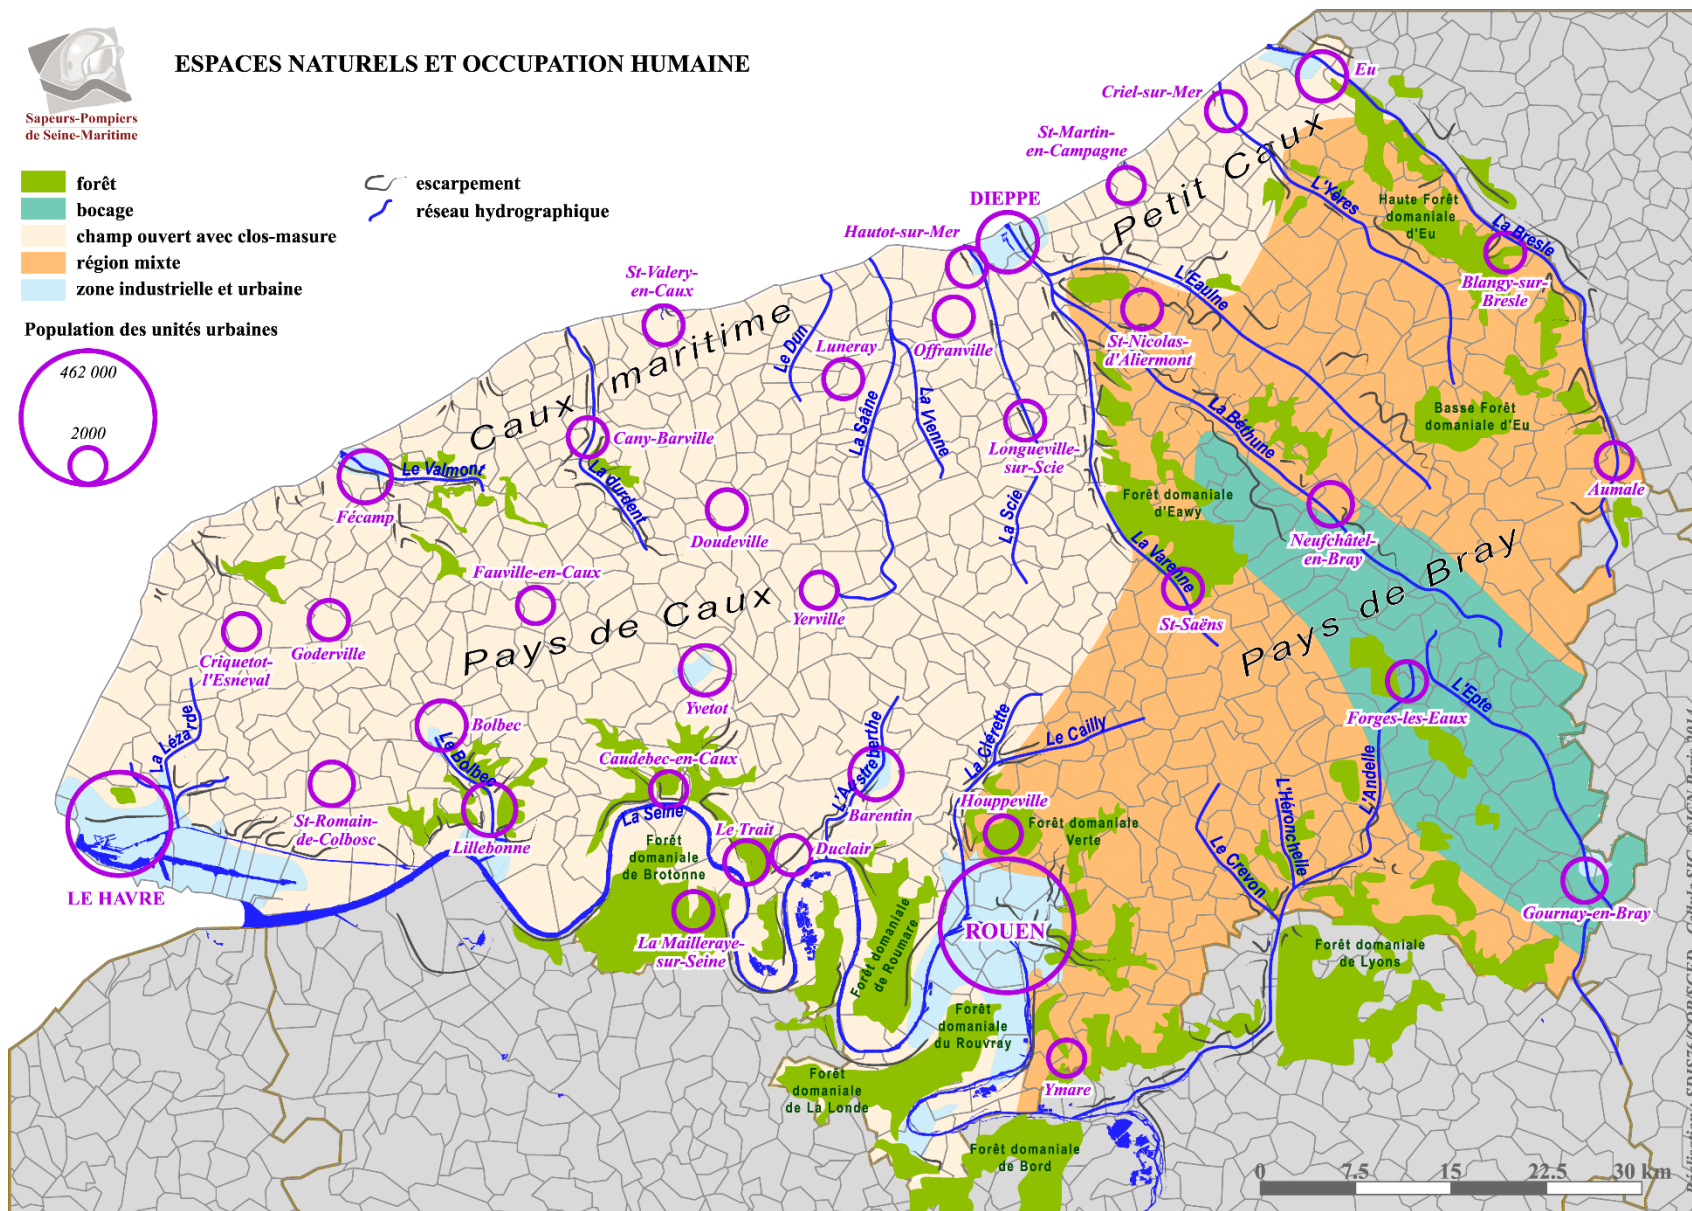 ESPACES NATURELS ET OCCUPATION HUMAINE
Sapeurs-Pompiers
de Seine-Maritime
forêt
bocage
champ ouvert avec clos-masure
région mixte
zone industrielle et urbaine
escarpement
réseau hydrographique
Population des unités urbaines
462 000
2000
Eu
Criel-sur-Mer
St-Martin-
en-Campagne
Petit Caux
L'Yères
Haute Forêt
domaniale
d'Eu
La Bresle
Blangy-sur-
Bresle
DIEPPE
Hautot-sur-Mer
L'Eaulne
St-Valery-
en-Caux
Caux maritime
Le Dun
Luneray
Offranville
St-Nicolas-
d'Aliermont
La Saâne
La Vienne
La Béthune
Basse Forêt
domaniale d'Eu
Cany-Barville
Longueville-
sur-Scie
Aumale
Le Valmont
La durdent
Fécamp
Doudeville
La Scie
Forêt domaniale
d'Eawy
Neufchâtel-
en-Bray
La Varenne
Fauville-en-Caux
Pays de Caux
Yerville
St-Saëns
Pays de Bray
Criquetot-
l'Esneval
Goderville
Yvetot
Forges-les-Eaux
L'Epte
La Lézarde
Bolbec
Le Bolbec
Caudebec-en-Caux
L'Austreberthe
La Clérette
Le Cailly
L'Andelle
L'Héronchelle
Le Crevon
St-Romain-
de-Colbosc
Lillebonne
La Seine
Barentin
Houppeville
Forêt domaniale
Verte
LE HAVRE
Forêt
domaniale
de Brotonne
Le Trait
Duclair
La Mailleraye-
sur-Seine
Forêt domaniale
de Roumare
ROUEN
Gournay-en-Bray
Forêt domaniale
de Lyons
Forêt
domaniale
du Rouvray
Forêt
domaniale
de La Londe
Ymare
Forêt domaniale
de Bord
0 7.5 15 22.5 30 km